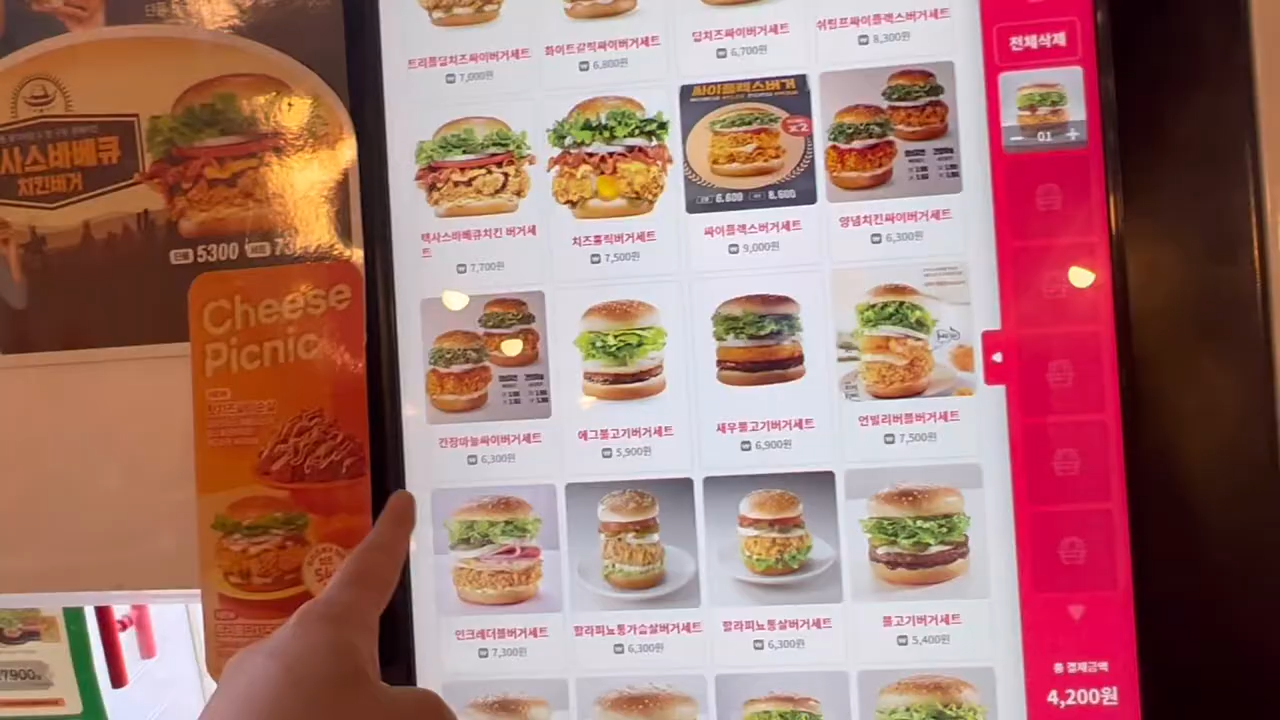 트리플딥치즈싸이버거세트
7,000원
화이트갈릭싸이버거세트
6,800원
딥치즈싸이버거세트
6,700원
쉬림프싸이플렉스버거세트
8,300원
전체삭제
01
사스바베큐
치킨버거
5300
Cheese
Picnic
싸이플렉스버거
X2
6,600
8,600
텍사스바베큐치킨 버거세
트
7,700원
치즈홀릭버거세트
7,500원
싸이플렉스버거세트
9,000원
양념치킨싸이버거세트
6,300원
간장마늘싸이버거세트
6,300원
에그불고기버거세트
5,900원
새우불고기버거세트
6,900원
언빌리버블버거세트
7,500원
인크레더블버거세트
7,300원
할라피뇨통가슴살버거세트
6,300원
할라피뇨통살버거세트
6,300원
불고기버거세트
5,400원
총 결제금액
4,200원
7900